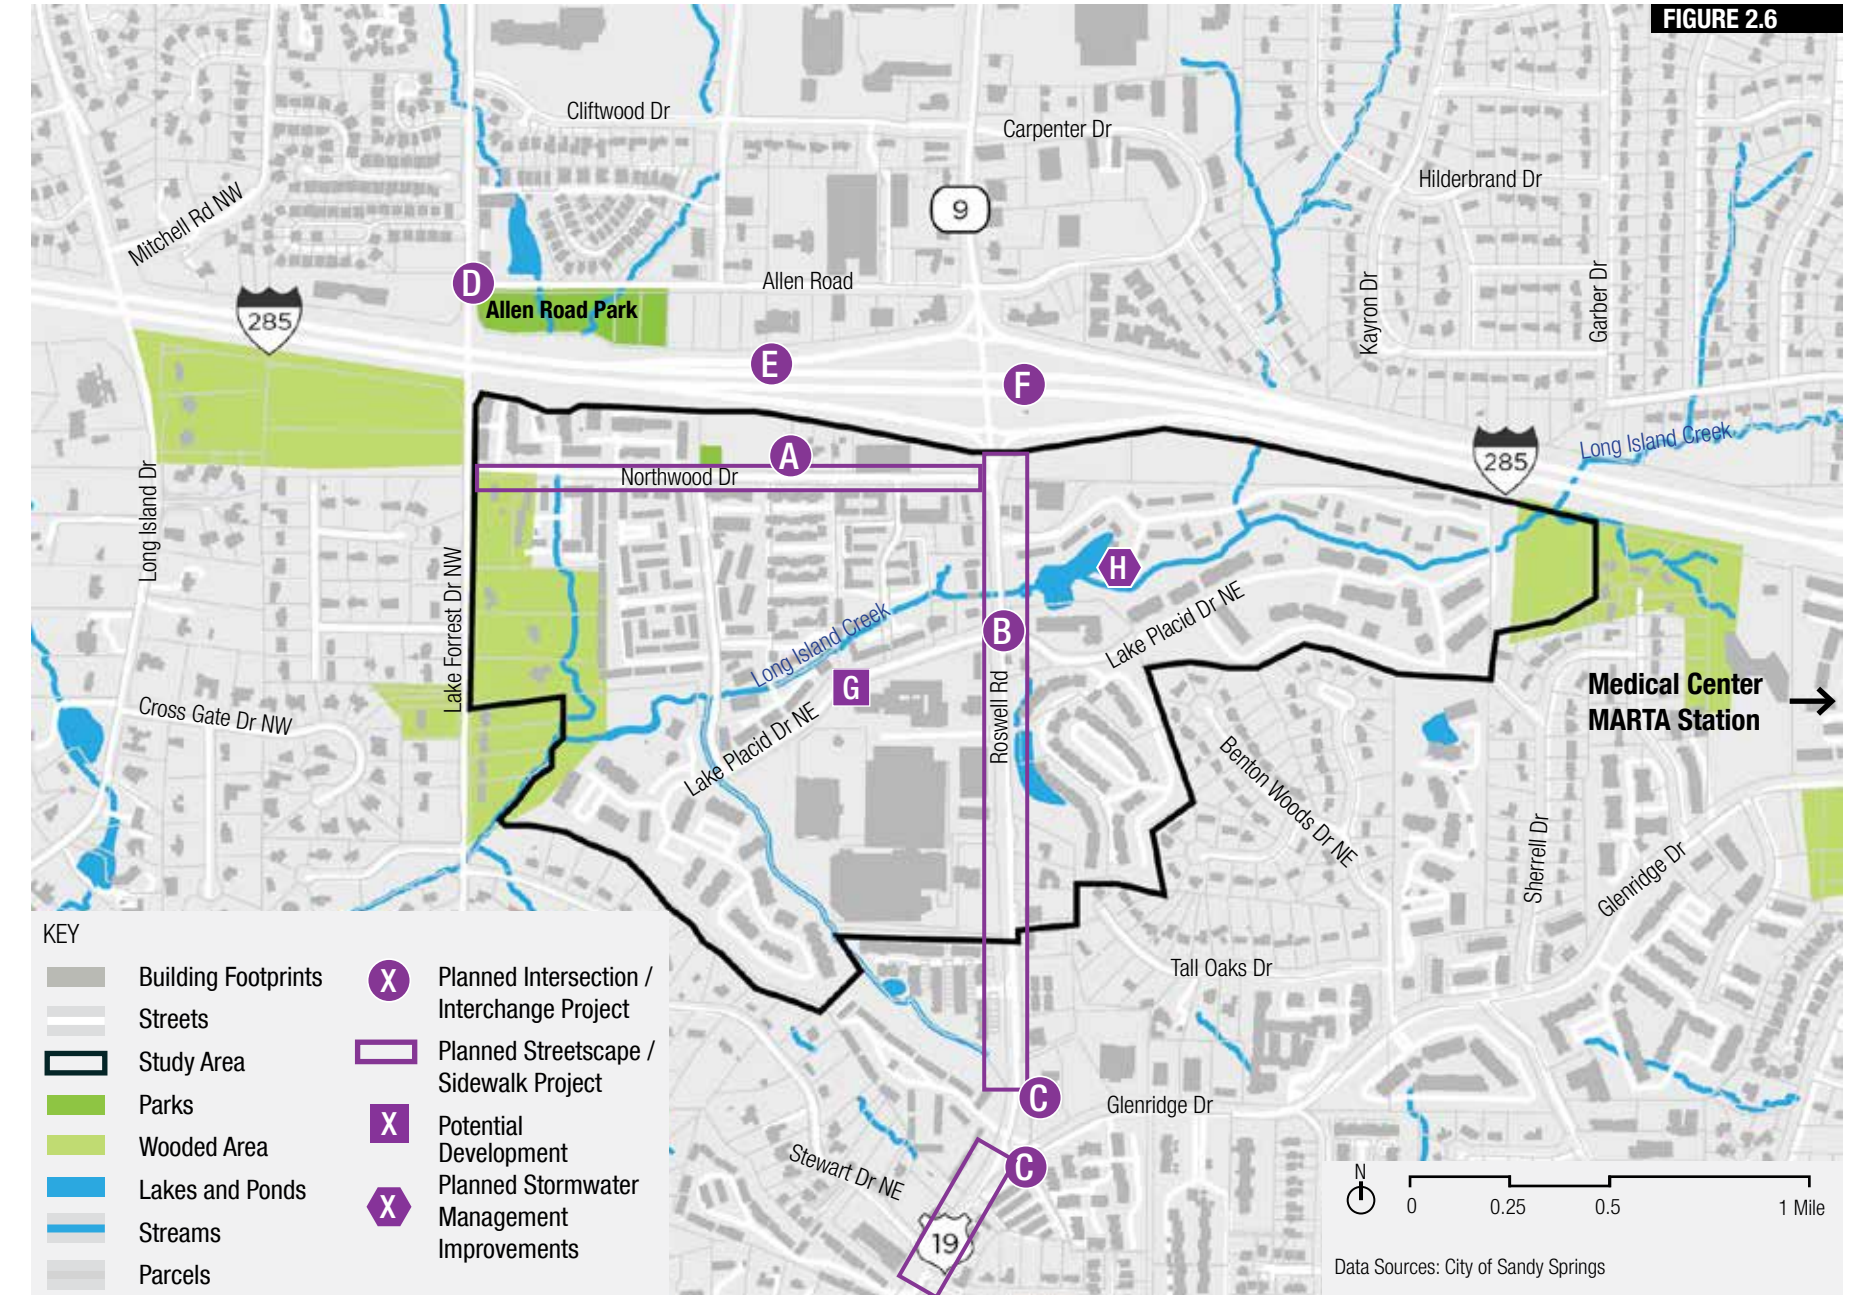 FIGURE 2.6
Cliftwood Dr
Carpenter Dr
Hilderbrand Dr
Mitchell Rd NW
9
D
Allen Road
Allen Road Park
285
Kayron Dr
Garber Dr
E
F
Long Island Creek
285
A
Northwood Dr
Long Island Dr
Lake Forrest Dr NW
H
Lake Placid Dr NE
Long Island Creek
B
G
Roswell Rd
Medical Center
MARTA Station
Cross Gate Dr NW
Lake Placid Dr NE
Benton Woods Dr NE
Sherrell Dr
Glenridge Dr
Tall Oaks Dr
C
Glenridge Dr
C
Stewart Dr NE
19
KEY
Building Footprints
Streets
Study Area
Parks
Wooded Area
Lakes and Ponds
Streams
Parcels
X
Planned Intersection /
Interchange Project
Planned Streetscape /
Sidewalk Project
X
Potential
Development
X
Planned Stormwater
Management
Improvements
N
0 0.25 0.5 1 Mile
Data Sources: City of Sandy Springs